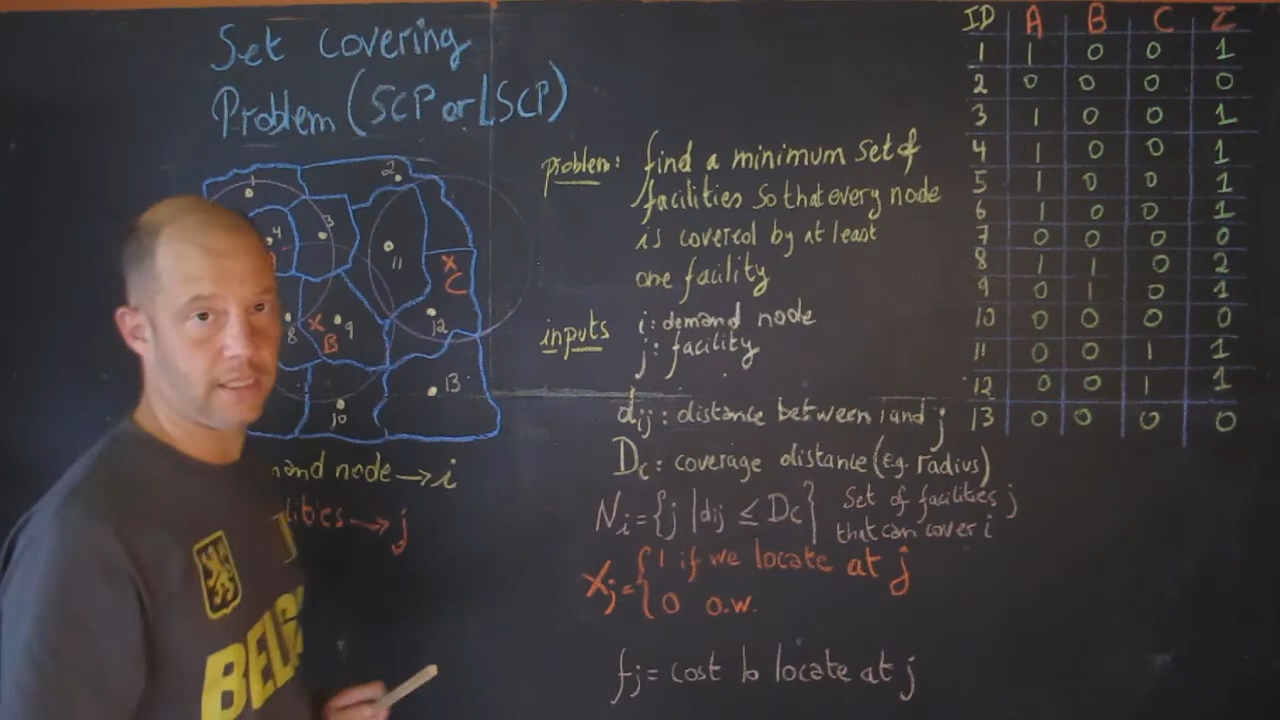 Set covering
Problem (SCP or LSCP)
1
2
3
4
11
C
8
B
9
12
10
13
mand node → i
lities → j
BELG
problem: find a minimum set of
facilities so that every node
is covered by at least
one facility
inputs
i: demand node
j: facility
dij: distance between i and j
Dc: coverage distance (e.g. radius)
Ni = {j | dij ≤ Dc} Set of facilities j
that can cover i
Xj = { 1 if we locate at j
0 o.w.
fj = cost to locate at j
ID A B C Σ
1 1 0 0 1
2 0 0 0 0
3 1 0 0 1
4 1 0 0 1
5 1 0 0 1
6 1 0 0 1
7 0 0 0 0
8 1 1 0 2
9 0 1 0 1
10 0 0 0 0
11 0 0 1 1
12 0 0 1 1
13 0 0 0 0